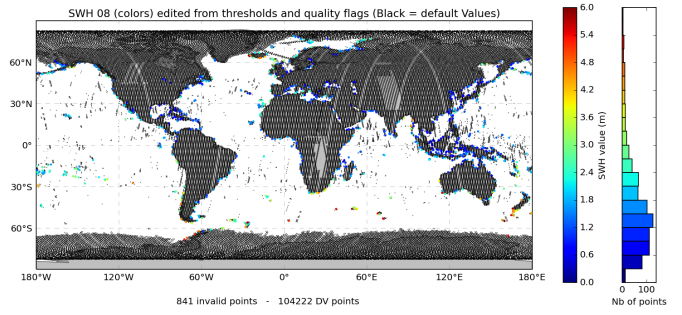 SWH 08 (colors) edited from thresholds and quality flags (Black = default Values)
60°N
30°N
0°
30°S
60°S
180°W
120°W
60°W
0°
60°E
120°E
180°E
841 invalid points - 104222 DV points
6.0
5.4
4.8
4.2
3.6
3.0
2.4
1.8
1.2
0.6
0.0
SWH value (m)
0
100
Nb of points